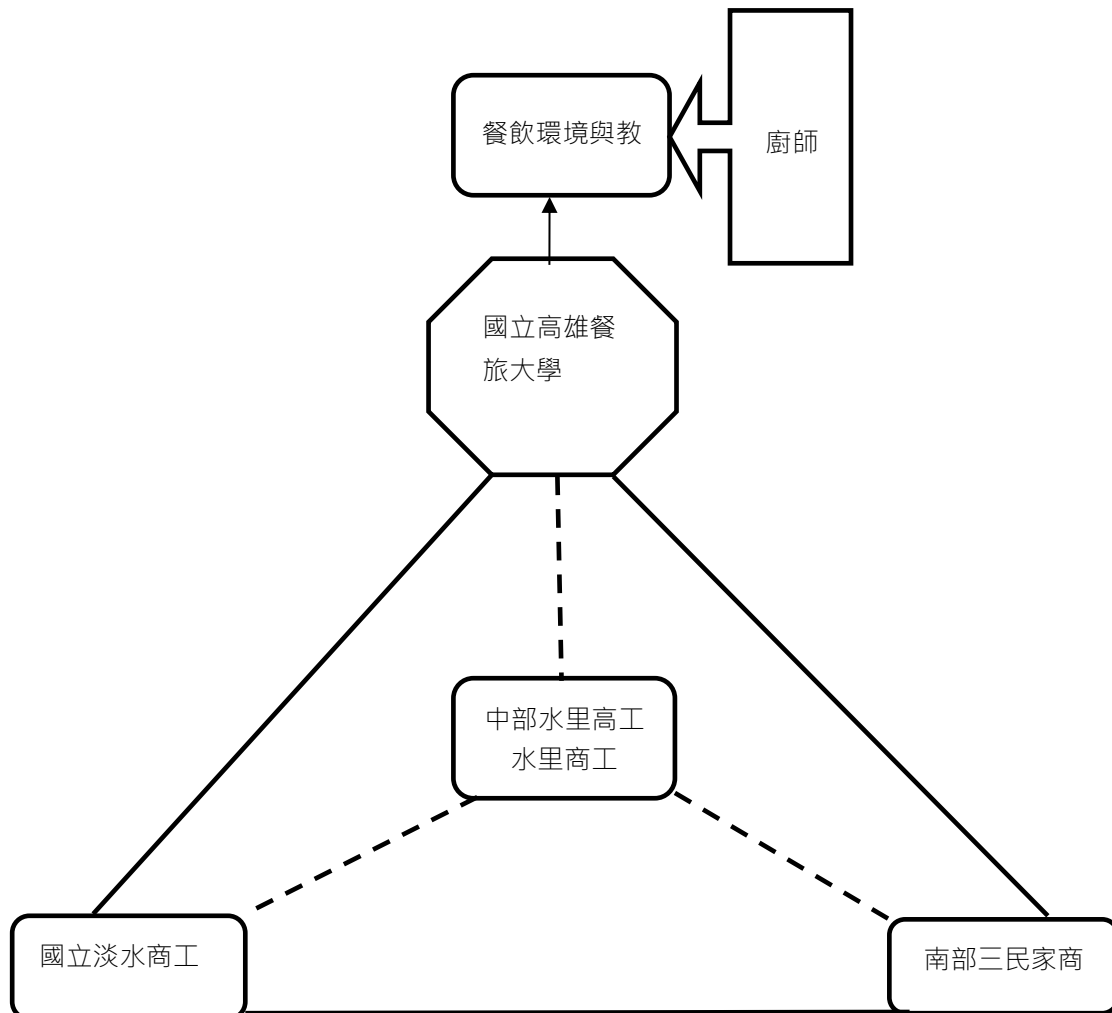 餐飲環境與教
廚師
國立高雄餐
旅大學
中部水里高工
水里商工
國立淡水商工
南部三民家商